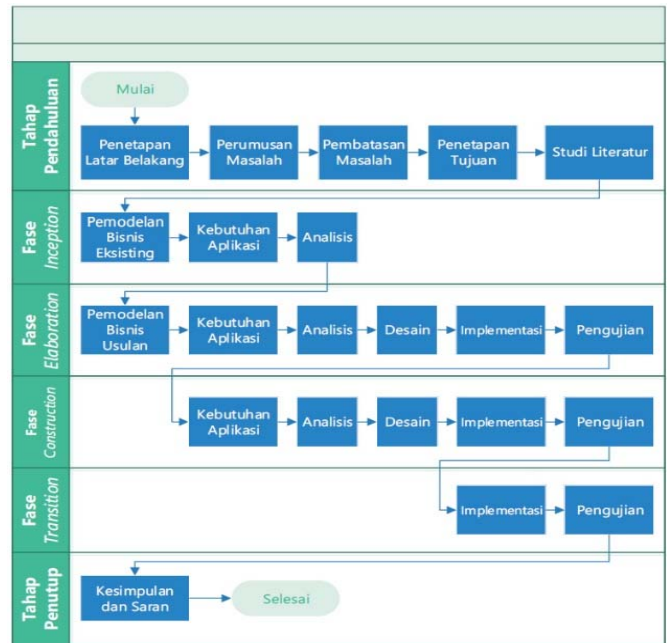 Tahap
Pendahuluan
Mulai
Penetapan
Latar Belakang
Perumusan
Masalah
Pembatasan
Masalah
Penetapan
Tujuan
Studi Literatur
Fase
Inception
Pemodelan
Bisnis
Eksisting
Kebutuhan
Aplikasi
Analisis
Fase
Elaboration
Pemodelan
Bisnis
Usulan
Kebutuhan
Aplikasi
Analisis
Desain
Implementasi
Pengujian
Fase
Construction
Kebutuhan
Aplikasi
Analisis
Desain
Implementasi
Pengujian
Fase
Transition
Implementasi
Pengujian
Tahap
Penutup
Kesimpulan
dan Saran
Selesai